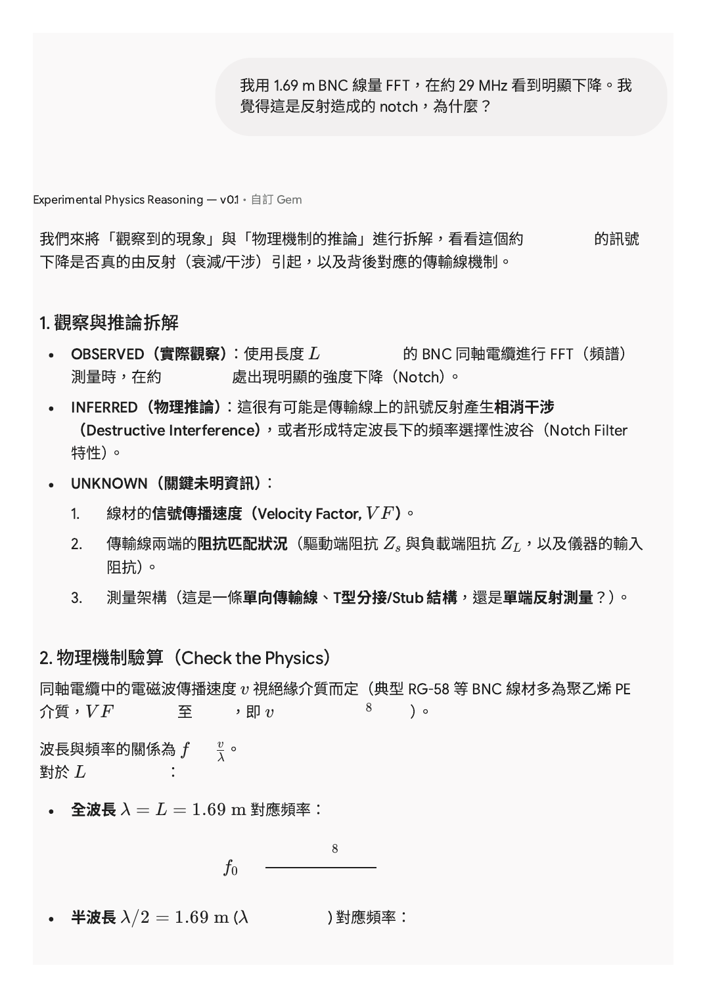 我用 1.69 m BNC 線量 FFT，在約 29 MHz 看到明顯下降。我
覺得這是反射造成的 notch，為什麼？
Experimental Physics Reasoning — v0.1 • 自訂 Gem
我們來將「觀察到的現象」與「物理機制的推論」進行拆解，看看這個約 的訊號
下降是否真的由反射（衰減/干涉）引起，以及背後對應的傳輸線機制。
1. 觀察與推論拆解
• OBSERVED（實際觀察）：使用長度 L 的 BNC 同軸電纜進行 FFT（頻譜）
測量時，在約 處出現明顯的強度下降（Notch）。
• INFERRED（物理推論）：這很有可能是傳輸線上的訊號反射產生相消干涉
（Destructive Interference），或者形成特定波長下的頻率選擇性波谷（Notch Filter
特性）。
• UNKNOWN（關鍵未明資訊）：
1. 線材的信號傳播速度（Velocity Factor, VF）。
2. 傳輸線兩端的阻抗匹配狀況（驅動端阻抗 Z_s 與負載端阻抗 Z_L，以及儀器的輸入
阻抗）。
3. 測量架構（這是一條單向傳輸線、T型分接/Stub 結構，還是單端反射測量？）。
2. 物理機制驗算（Check the Physics）
同軸電纜中的電磁波傳播速度 v 視絕緣介質而定（典型 RG-58 等 BNC 線材多為聚乙烯 PE
介質，VF 至 ，即 v ⁸ ）。
波長與頻率的關係為 f v/λ。
對於 L ：
• 全波長 λ = L = 1.69 m 對應頻率：
f₀ ⁸
• 半波長 λ/2 = 1.69 m (λ ) 對應頻率：